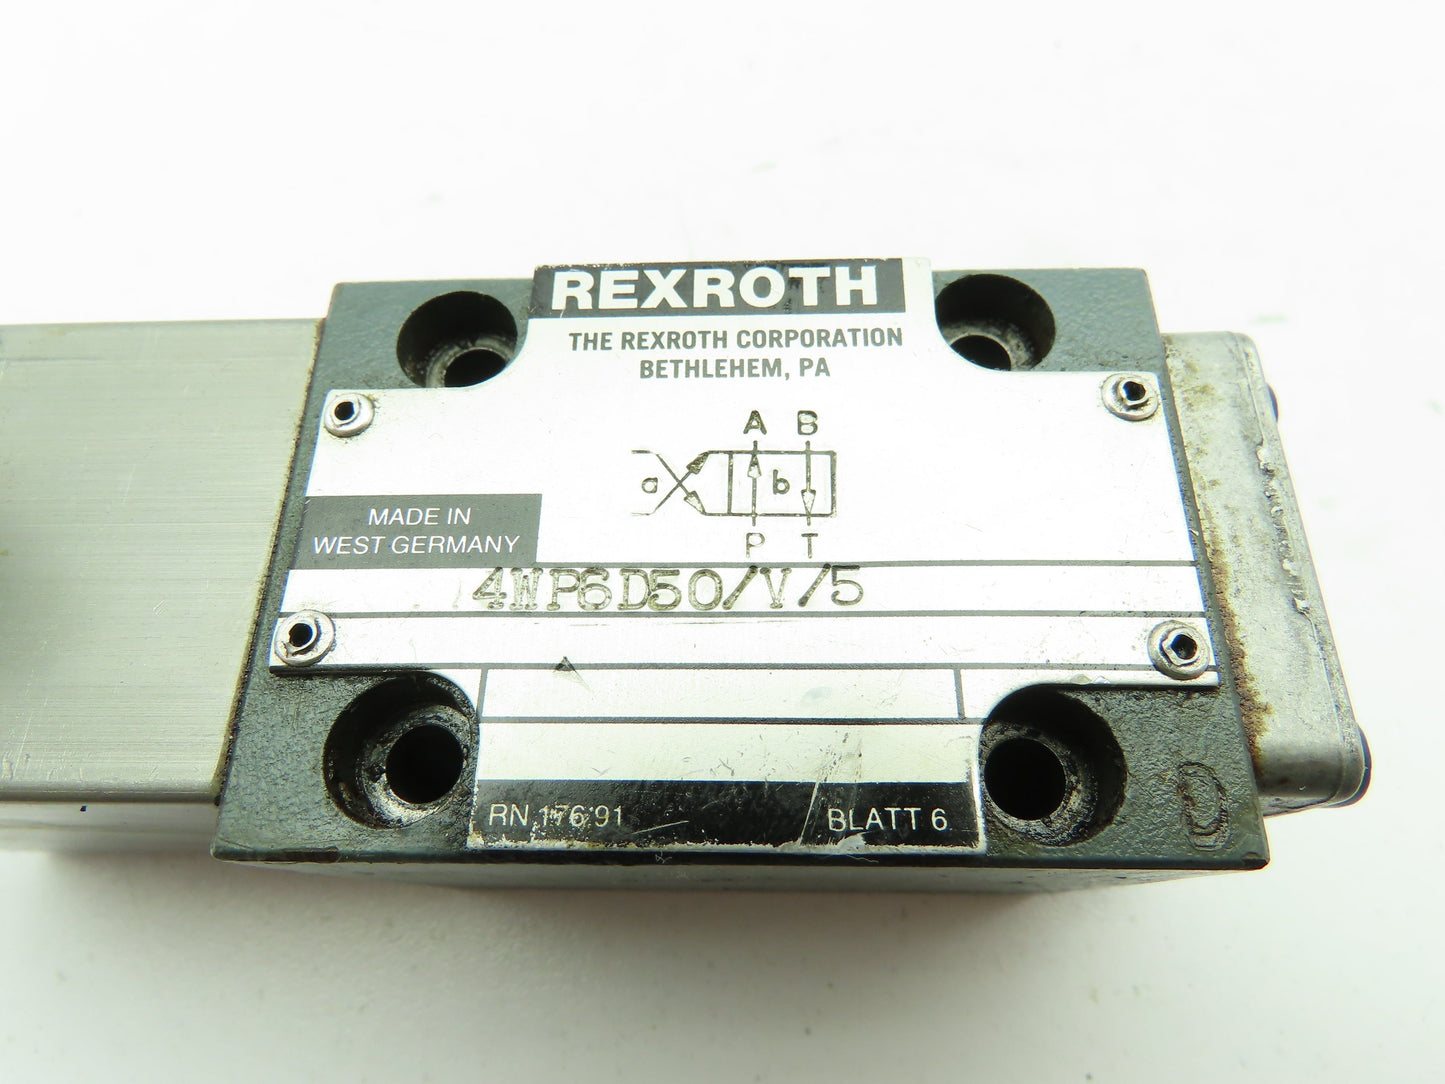 REXROTH
THE REXROTH CORPORATION
BETHLEHEM, PA
A B
a b
P T
MADE IN
WEST GERMANY
4WP6D50/V/5
RN 176'91 BLATT 6
D